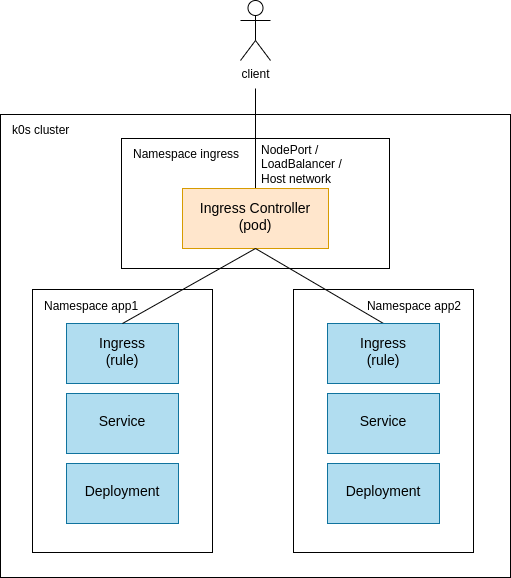 client
k0s cluster
Namespace ingress
NodePort /
LoadBalancer /
Host network
Ingress Controller
(pod)
Namespace app1
Ingress
(rule)
Service
Deployment
Namespace app2
Ingress
(rule)
Service
Deployment